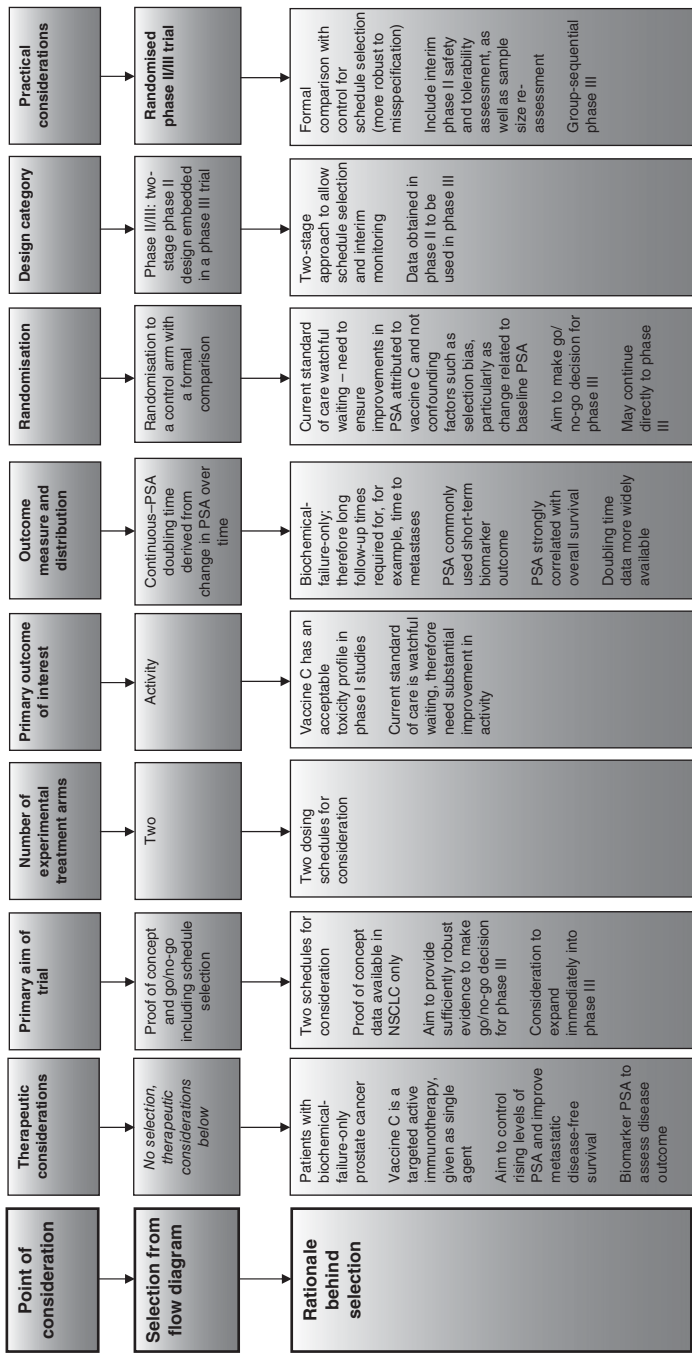 Point of
consideration
Selection from
flow diagram
Rationale
behind
selection
Therapeutic
considerations
No selection,
therapeutic
considerations
below
Patients with
biochemical-
failure-only
prostate cancer
Vaccine C is a
targeted active
immunotherapy,
given as single
agent
Aim to control
rising levels of
PSA and improve
metastatic
disease-free
survival
Biomarker PSA to
assess disease
outcome
Primary aim of
trial
Proof of concept
and go/no-go
including schedule
selection
Two schedules for
consideration
Proof of concept
data available in
NSCLC only
Aim to provide
sufficiently robust
evidence to make
go/no-go decision
for phase III
Consideration to
expand
immediately into
phase III
Number of
experimental
treatment arms
Two
Two dosing
schedules for
consideration
Primary outcome
of interest
Activity
Vaccine C has an
acceptable
toxicity profile in
phase I studies
Current standard
of care is watchful
waiting, therefore
need substantial
improvement in
activity
Outcome
measure and
distribution
Continuous–PSA
doubling time
derived from
change in PSA over
time
Biochemical-
failure-only;
therefore long
follow-up times
required for, for
example, time to
metastases
PSA commonly
used short-term
biomarker
outcome
PSA strongly
correlated with
overall survival
Doubling time
data more widely
available
Randomisation
Randomisation to
a control arm with
a formal
comparison
Current standard
of care watchful
waiting – need to
ensure
improvements in
PSA attributed to
vaccine C and not
confounding
factors such as
selection bias,
particularly as
change related to
baseline PSA
Aim to make go/
no-go decision for
phase III
May continue
directly to phase
III
Design category
Phase II/III: two-
stage phase II
design embedded
in a phase III trial
Two-stage
approach to allow
schedule selection
and interim
monitoring
Data obtained in
phase II to be
used in phase III
Practical
considerations
Randomised
phase II/III trial
Formal
comparison with
control for
schedule selection
(more robust to
misspecification)
Include interim
phase II safety
and tolerability
assessment, as
well as sample
size re-
assessment
Group-sequential
phase III